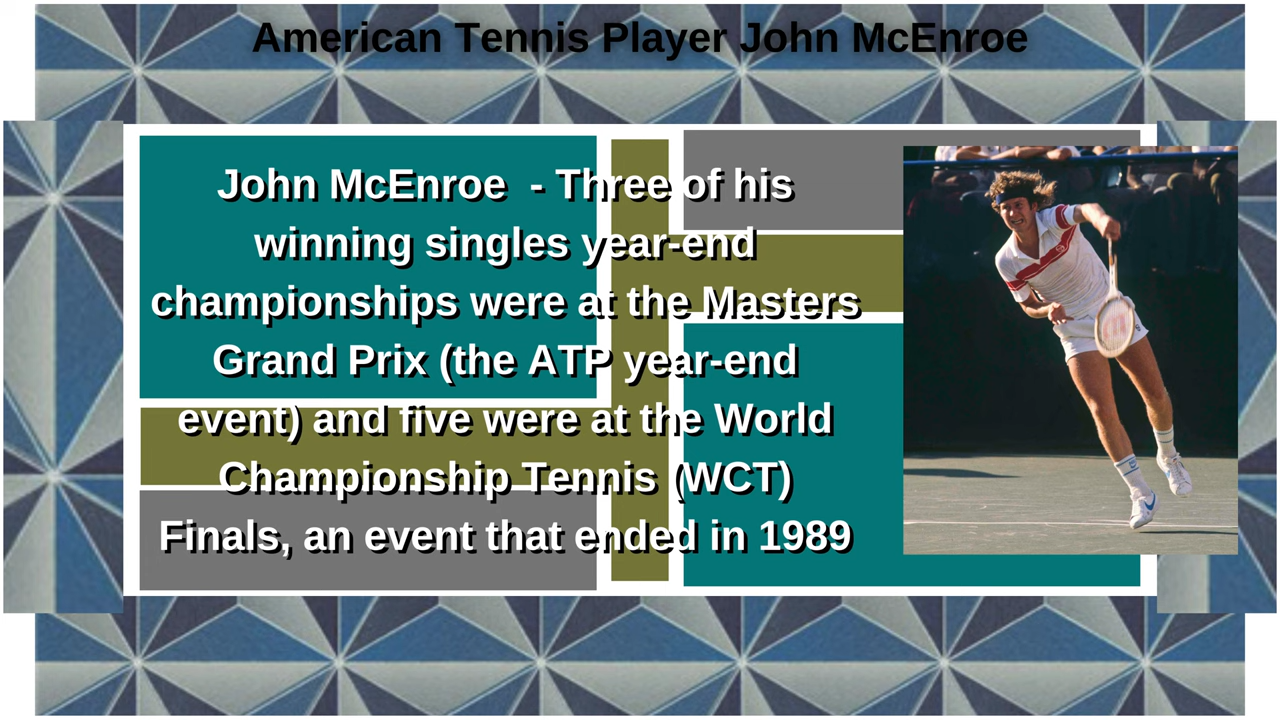 American Tennis Player John McEnroe
John McEnroe - Three of his
winning singles year-end
championships were at the Masters
Grand Prix (the ATP year-end
event) and five were at the World
Championship Tennis (WCT)
Finals, an event that ended in 1989